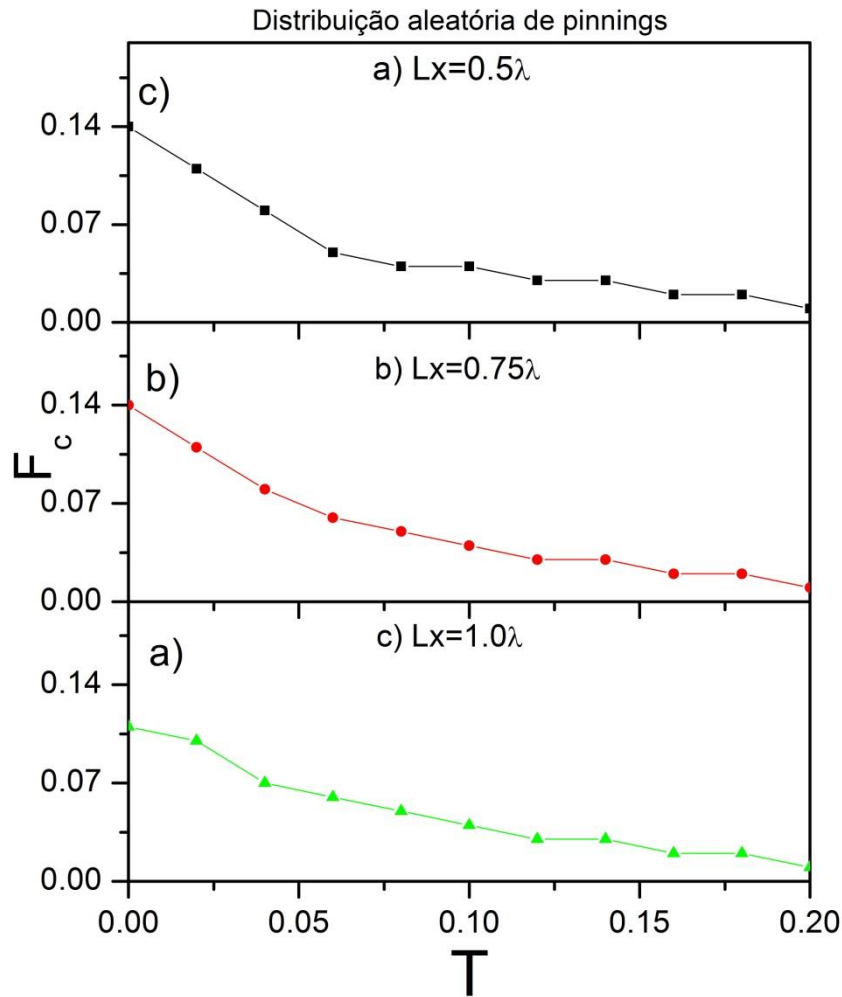 Distribuição aleatória de pinnings
a) Lx=0.5λ
c)
0.14
0.07
0.00
b) Lx=0.75λ
b)
0.14
0.07
0.00
Fc
c) Lx=1.0λ
a)
0.14
0.07
0.00
0.00 0.05 0.10 0.15 0.20
T